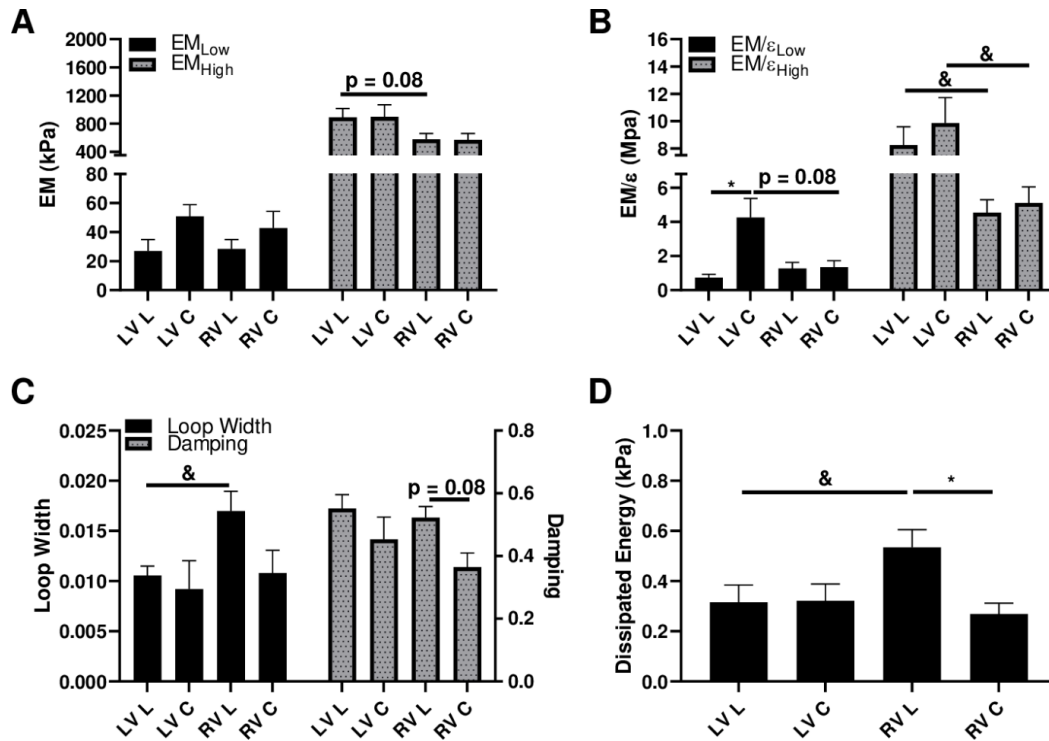 A
EM (kPa)
2000
1600
1200
800
400
80
60
40
20
0
EMLow
EMHigh
p = 0.08
LV L
LV C
RV L
RV C
LV L
LV C
RV L
RV C
B
EM/ε (Mpa)
16
14
12
10
8
6
4
2
0
EM/εLow
EM/εHigh
&
&
*
p = 0.08
LV L
LV C
RV L
RV C
LV L
LV C
RV L
RV C
C
Loop Width
0.025
0.020
0.015
0.010
0.005
0.000
Loop Width
Damping
&
p = 0.08
0.8
0.6
0.4
0.2
0.0
Damping
LV L
LV C
RV L
RV C
LV L
LV C
RV L
RV C
D
Dissipated Energy (kPa)
1.0
0.8
0.6
0.4
0.2
0.0
&
*
LV L
LV C
RV L
RV C